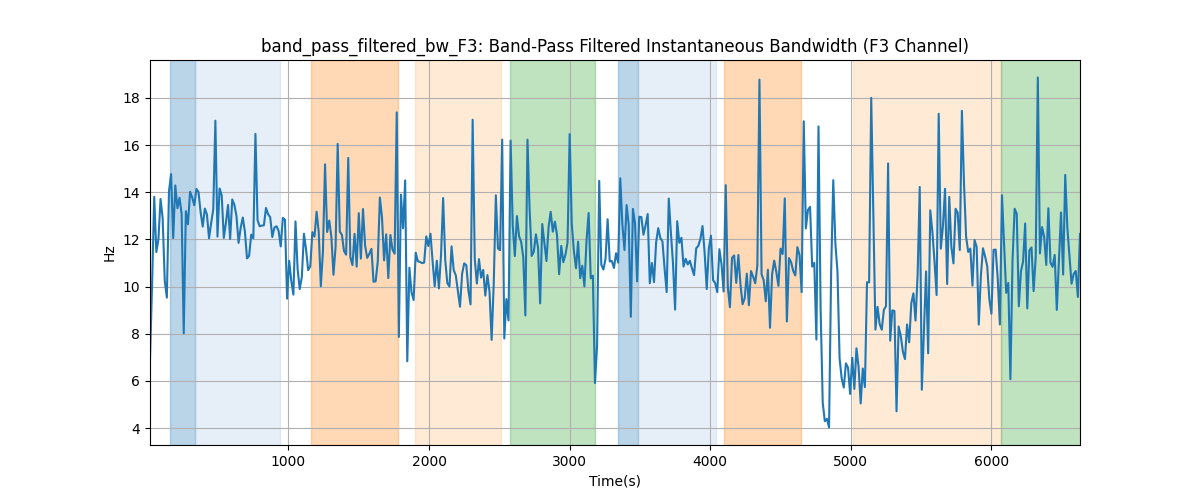 band_pass_filtered_bw_F3: Band-Pass Filtered Instantaneous Bandwidth (F3 Channel)
18
16
14
12
10
8
6
4
Hz
1000 2000 3000 4000 5000 6000
Time(s)